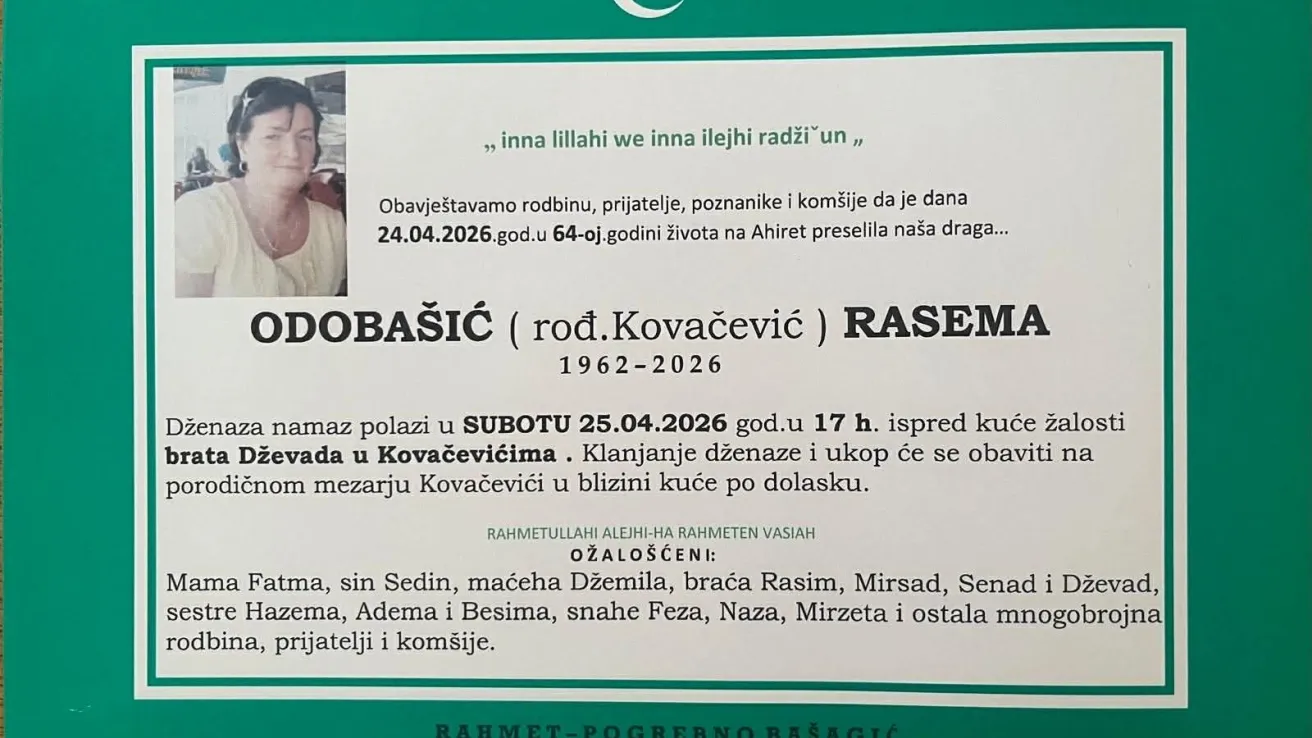 „ inna lillahi we inna ilejhi radžiˇun „
Obavještavamo rodbinu, prijatelje, poznanike i komšije da je dana
24.04.2026.god.u 64-oj.godini života na Ahiret preselila naša draga...
ODOBAŠIĆ ( rođ.Kovačević ) RASEMA
1962–2026
Dženaza namaz polazi u SUBOTU 25.04.2026 god.u 17 h. ispred kuće žalosti
brata Dževada u Kovačevićima . Klanjanje dženaze i ukop će se obaviti na
porodičnom mezarju Kovačevići u blizini kuće po dolasku.
RAHMETULLAHI ALEJHI-HA RAHMETEN VASIAH
OŽALOŠĆENI:
Mama Fatma, sin Sedin, maćeha Džemila, braća Rasim, Mirsad, Senad i Dževad,
sestre Hazema, Adema i Besima, snahe Feza, Naza, Mirzeta i ostala mnogobrojna
rodbina, prijatelji i komšije.
RAHMET–POGREBNO BAŠAGIĆ